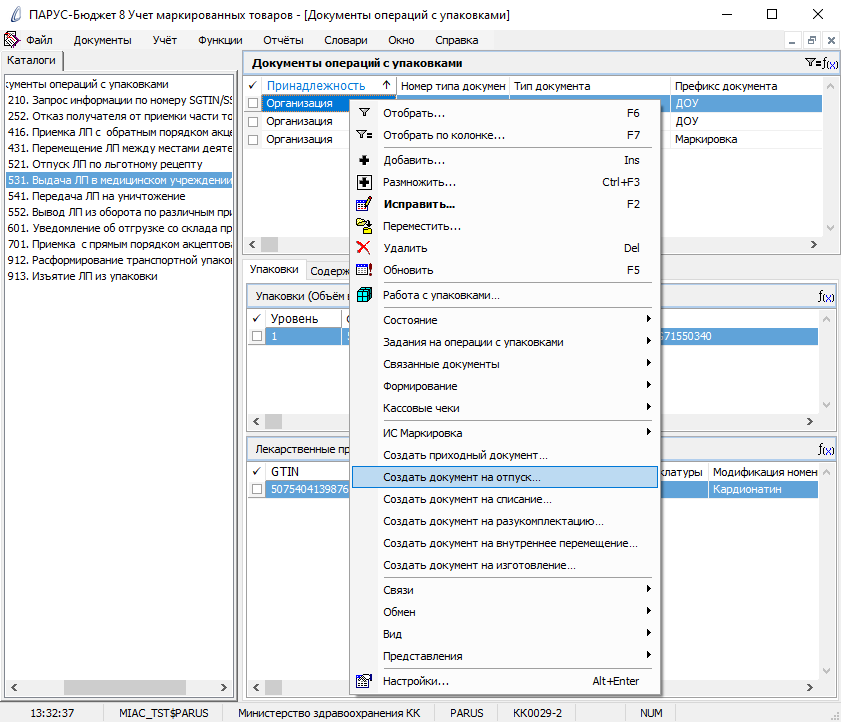 ПАРУС-Бюджет 8 Учет маркированных товаров - [Документы операций с упаковками]
Файл Документы Учёт Функции Отчёты Словари Окно Справка
Каталоги
кументы операций с упаковками
210. Запрос информации по номеру SGTIN/SS
252. Отказ получателя от приемки части то
416. Приемка ЛП с обратным порядком акце
431. Перемещение ЛП между местами деяте
521. Отпуск ЛП по льготному рецепту
531. Выдача ЛП в медицинском учреждении
541. Передача ЛП на уничтожение
552. Вывод ЛП из оборота по различным при
601. Уведомление об отгрузке со склада пр
701. Приемка с прямым порядком акцептова
912. Расформирование транспортной упаков
913. Изъятие ЛП из упаковки
Документы операций с упаковками
Принадлежность Номер типа докумен Тип документа Префикс документа
Организация ДОУ
Организация ДОУ
Организация Маркировка
Отобрать... F6
Отобрать по колонке... F7
Добавить... Ins
Размножить... Ctrl+F3
Исправить... F2
Переместить...
Удалить Del
Обновить F5
Работа с упаковками...
Состояние
Задания на операции с упаковками
Связанные документы
Формирование
Кассовые чеки
ИС Маркировка
Создать приходный документ...
Создать документ на отпуск...
Создать документ на списание...
Создать документ на разукомплектацию...
Создать документ на внутреннее перемещение...
Создать документ на изготовление...
Связи
Обмен
Вид
Представления
Настройки... Alt+Enter
Упаковки Содерж
Упаковки (Объём f(x)
Уровень
1 71550340
Лекарственные пр f(x)
GTIN клатуры Модификация номен
5075404139876 Кардионатин
13:32:37 MIAC_TST$PARUS Министерство здравоохранения КК PARUS КК0029-2 NUM